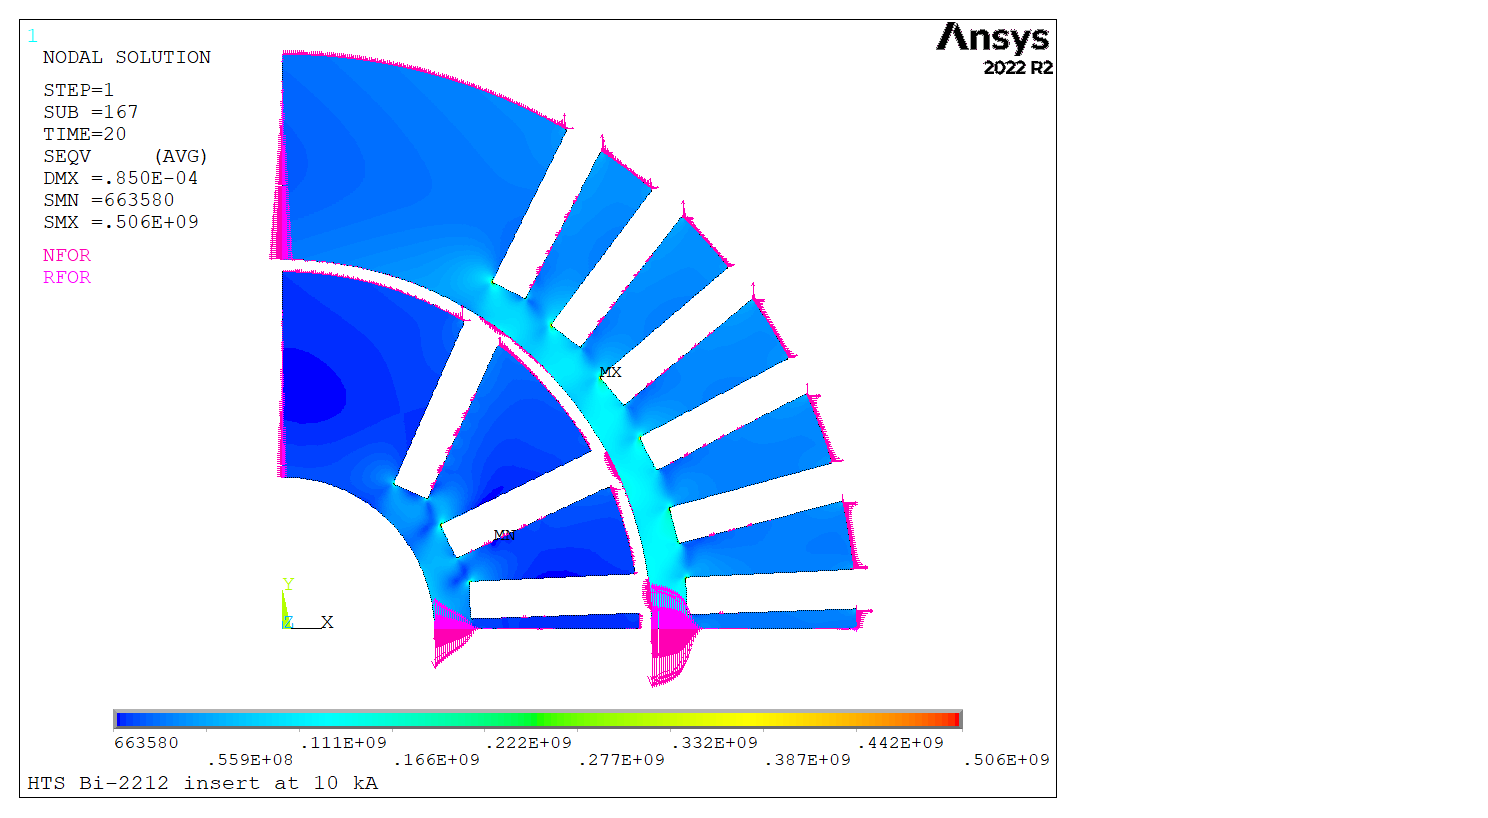 1
Ansys
2022 R2
NODAL SOLUTION
STEP=1
SUB =167
TIME=20
SEQV (AVG)
DMX =.850E-04
SMN =663580
SMX =.506E+09
NFOR
RFOR
MX
MN
Y
Z X
663580 .111E+09 .222E+09 .332E+09 .442E+09
.559E+08 .166E+09 .277E+09 .387E+09 .506E+09
HTS Bi-2212 insert at 10 kA